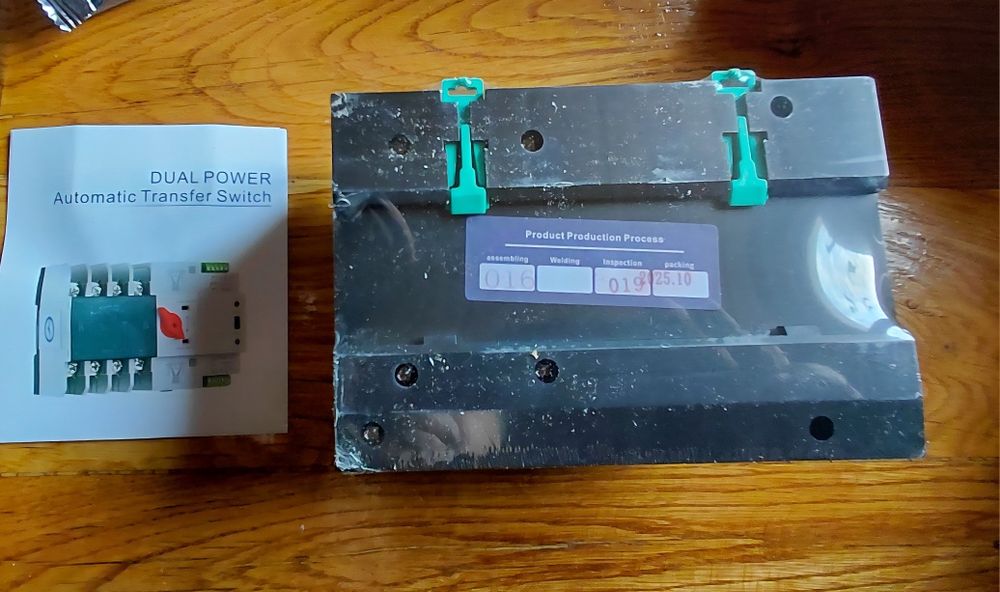 DUAL POWER
Automatic Transfer Switch
Product Production Process
assembling Welding Inspection packing
016 019 2025.10